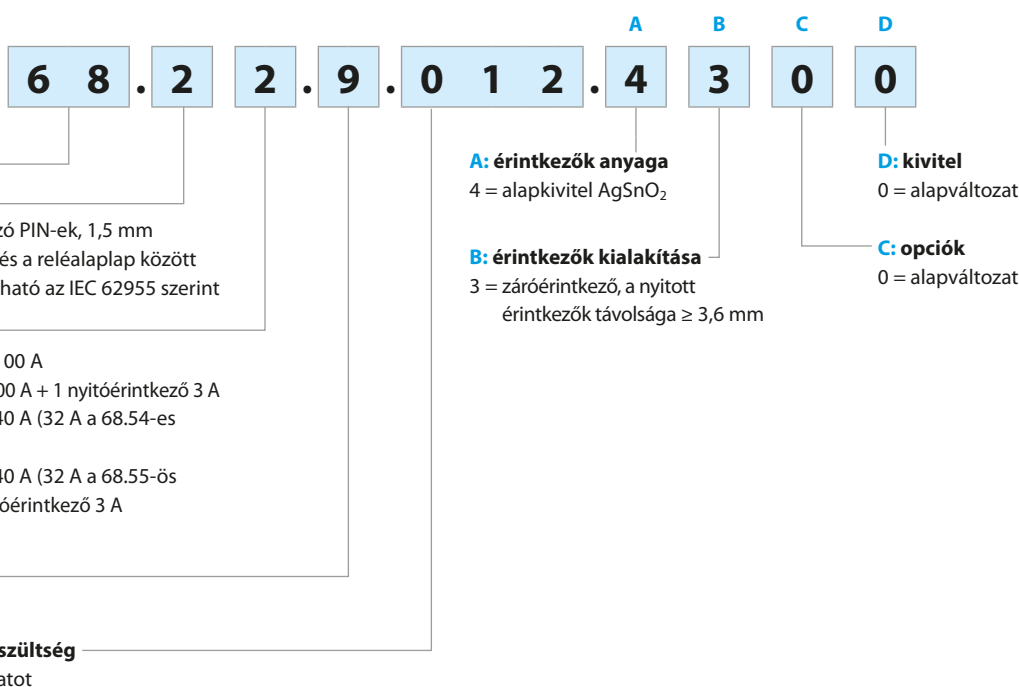 A B C D
6 8 . 2 2 . 9 . 0 1 2 . 4 3 0 0
A: érintkezők anyaga
4 = alapkivitel AgSnO₂
B: érintkezők kialakítása
3 = záróérintkező, a nyitott
érintkezők távolsága ≥ 3,6 mm
D: kivitel
0 = alapváltozat
C: opciók
0 = alapváltozat
zó PIN-ek, 1,5 mm
és a reléalaplap között
ható az IEC 62955 szerint
00 A
00 A + 1 nyitóérintkező 3 A
40 A (32 A a 68.54-es
40 A (32 A a 68.55-ös
óérintkező 3 A
szültség
atot